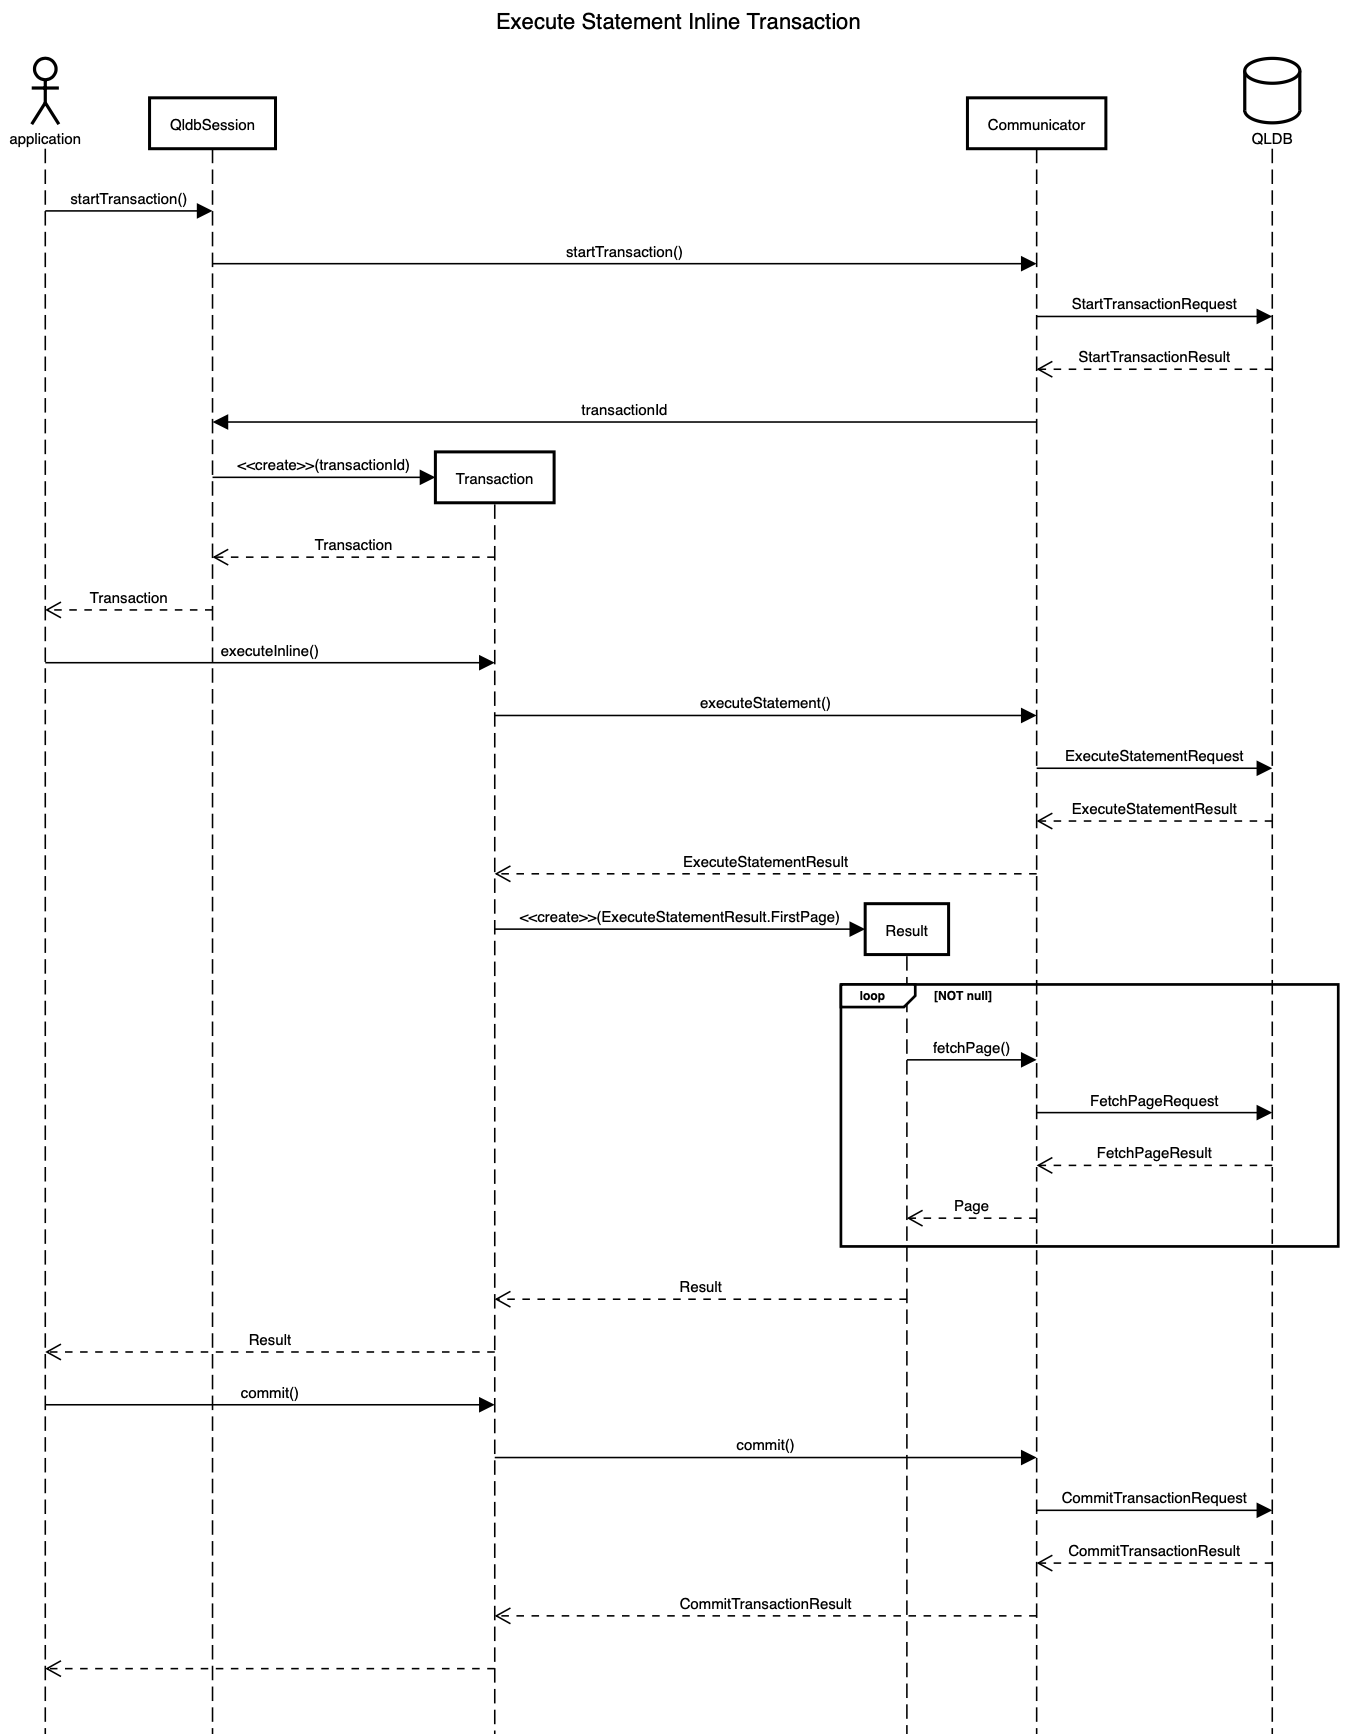 Execute Statement Inline Transaction
application
QldbSession
Communicator
QLDB
startTransaction()
startTransaction()
StartTransactionRequest
StartTransactionResult
transactionId
<<create>>(transactionId)
Transaction
Transaction
Transaction
executeInline()
executeStatement()
ExecuteStatementRequest
ExecuteStatementResult
ExecuteStatementResult
<<create>>(ExecuteStatementResult.FirstPage)
Result
loop
[NOT null]
fetchPage()
FetchPageRequest
FetchPageResult
Page
Result
Result
commit()
commit()
CommitTransactionRequest
CommitTransactionResult
CommitTransactionResult